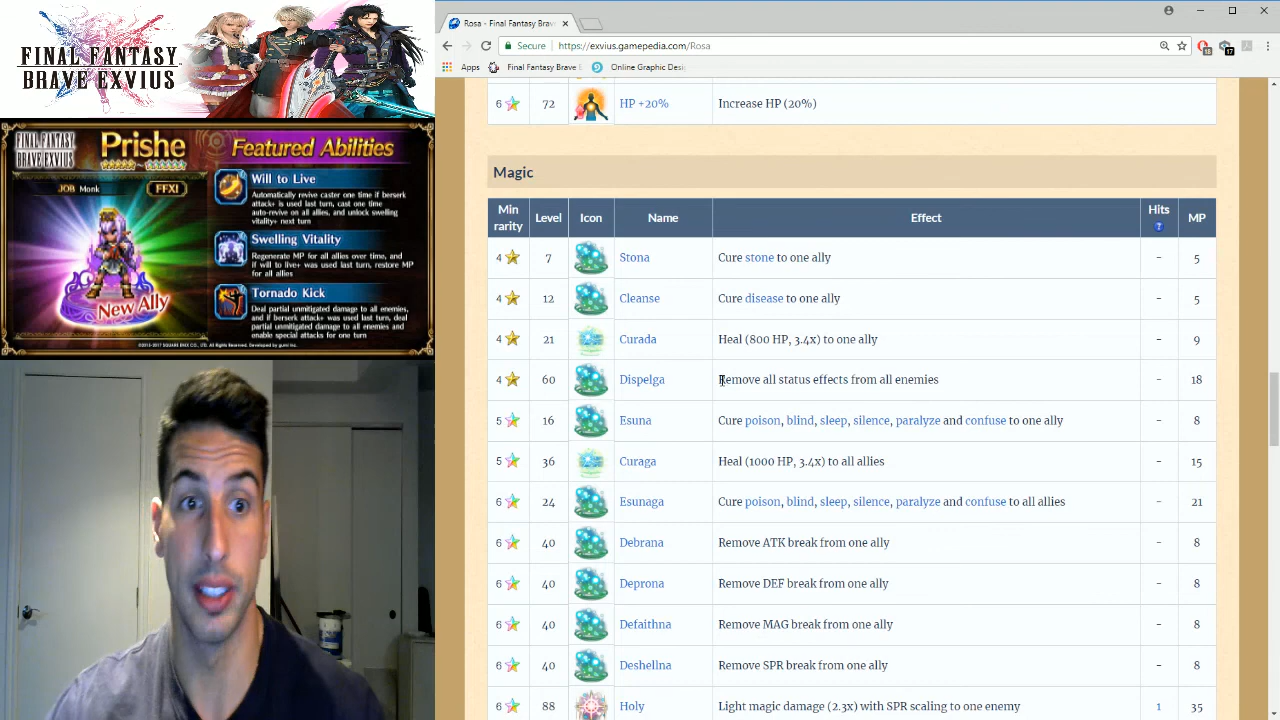 FINAL FANTASY
BRAVE EXVIUS
FINAL FANTASY
BRAVE EXVIUS
Prishe
Featured Abilities
JOB Monk
FFXI
New Ally
Will to Live
Automatically revive caster one time if berserk
attack+ is used last turn, cast one time
auto-revive on all allies, and unlock swelling
vitality+ next turn
Swelling Vitality
Regenerate MP for all allies over time, and
if will to live+ was used last turn, restore MP
for all allies
Tornado Kick
Deal partial unmitigated damage to all enemies,
and if berserk attack+ was used last turn, deal
partial unmitigated damage to all enemies and
enable special attacks for one turn
Rosa -
Secure https://exvius.gamepedia.com/Rosa
18
17
Apps Final Fantasy Brave E Online Graphic Desi
6 72 HP +20% Increase HP (20%)
Magic
Min rarity Level Icon Name Effect Hits ? MP
4 7 Stona Cure stone to one ally - 5
4 Cleanse Cure disease to one ally - 5
4 Heal (800 HP, 3.4x) to one ally - 9
4 60 Dispelga Remove all status effects from all enemies - 18
5 16 Esuna Cure poison, blind, sleep, silence, paralyze and confuse to one ally - 8
5 36 Curaga Heal (1000 HP, 3.4x) to all allies - 15
6 24 Esunaga Cure poison, blind, sleep, silence, paralyze and confuse to all allies - 21
6 40 Debrana Remove ATK break from one ally - 8
6 40 Deprona Remove DEF break from one ally - 8
6 40 Defaithna Remove MAG break from one ally - 8
6 40 Deshellna Remove SPR break from one ally - 8
6 88 Holy Light magic damage (2.3x) with SPR scaling to one enemy 1 35